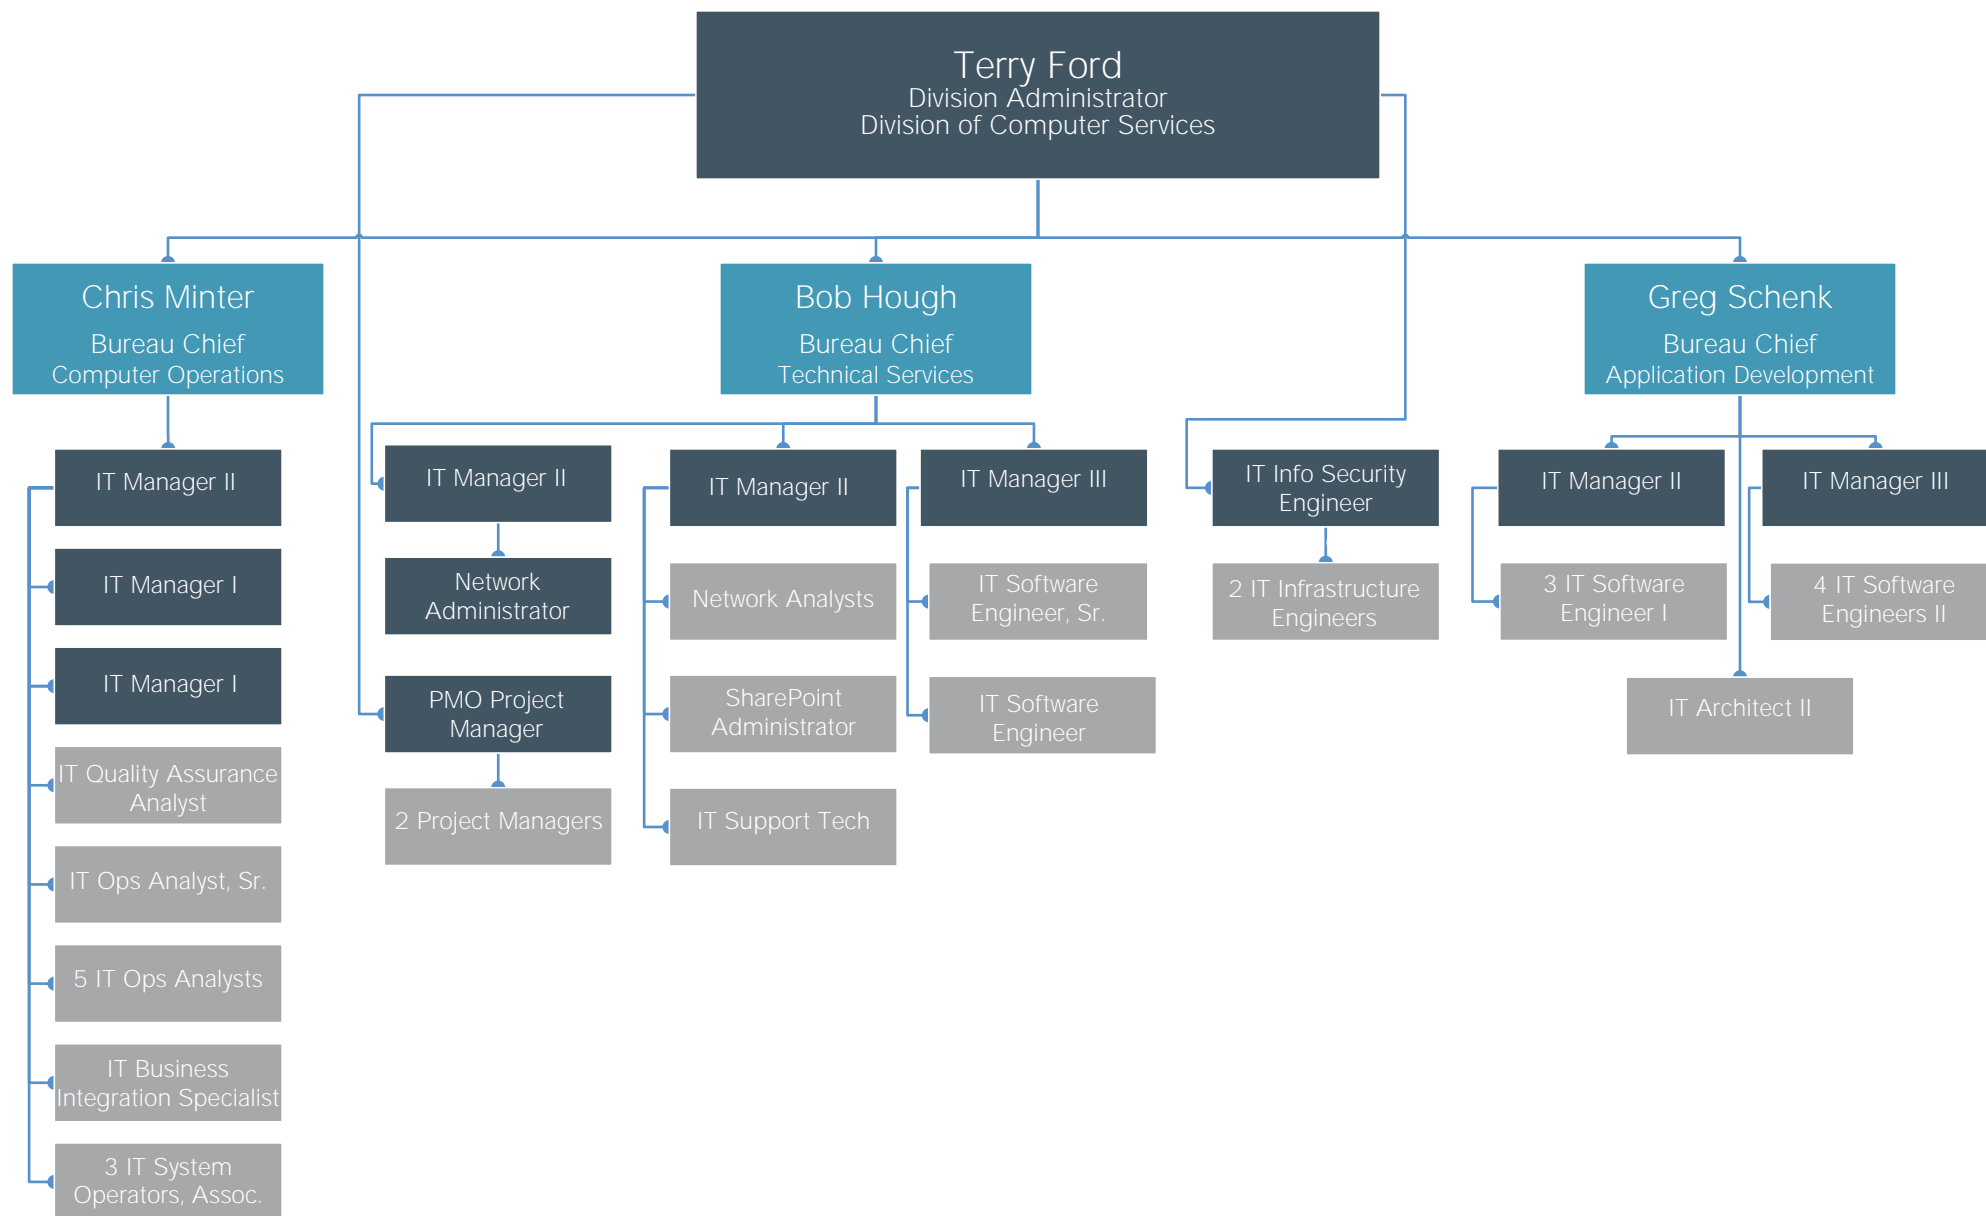 Terry Ford
Division Administrator
Division of Computer Services
Chris Minter
Bureau Chief
Computer Operations
Bob Hough
Bureau Chief
Technical Services
Greg Schenk
Bureau Chief
Application Development
IT Manager II
IT Manager I
IT Manager I
IT Quality Assurance
Analyst
IT Ops Analyst, Sr.
5 IT Ops Analysts
IT Business
Integration Specialist
3 IT System
Operators, Assoc.
IT Manager II
Network
Administrator
PMO Project
Manager
2 Project Managers
IT Manager II
Network Analysts
SharePoint
Administrator
IT Support Tech
IT Manager III
IT Software
Engineer, Sr.
IT Software
Engineer
IT Info Security
Engineer
2 IT Infrastructure
Engineers
IT Manager II
3 IT Software
Engineer I
IT Manager III
4 IT Software
Engineers II
IT Architect II